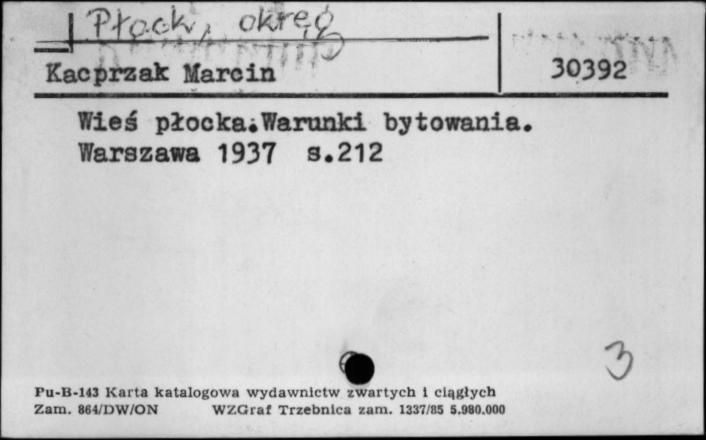 Płock, okręg
Kacprzak Marcin 30392
Wieś płocka.Warunki bytowania.
Warszawa 1937 s.212
3
Pu-B-143 Karta katalogowa wydawnictw zwartych i ciągłych
Zam. 864/DW/ON WZGraf Trzebnica zam. 1337/85 5.980.000